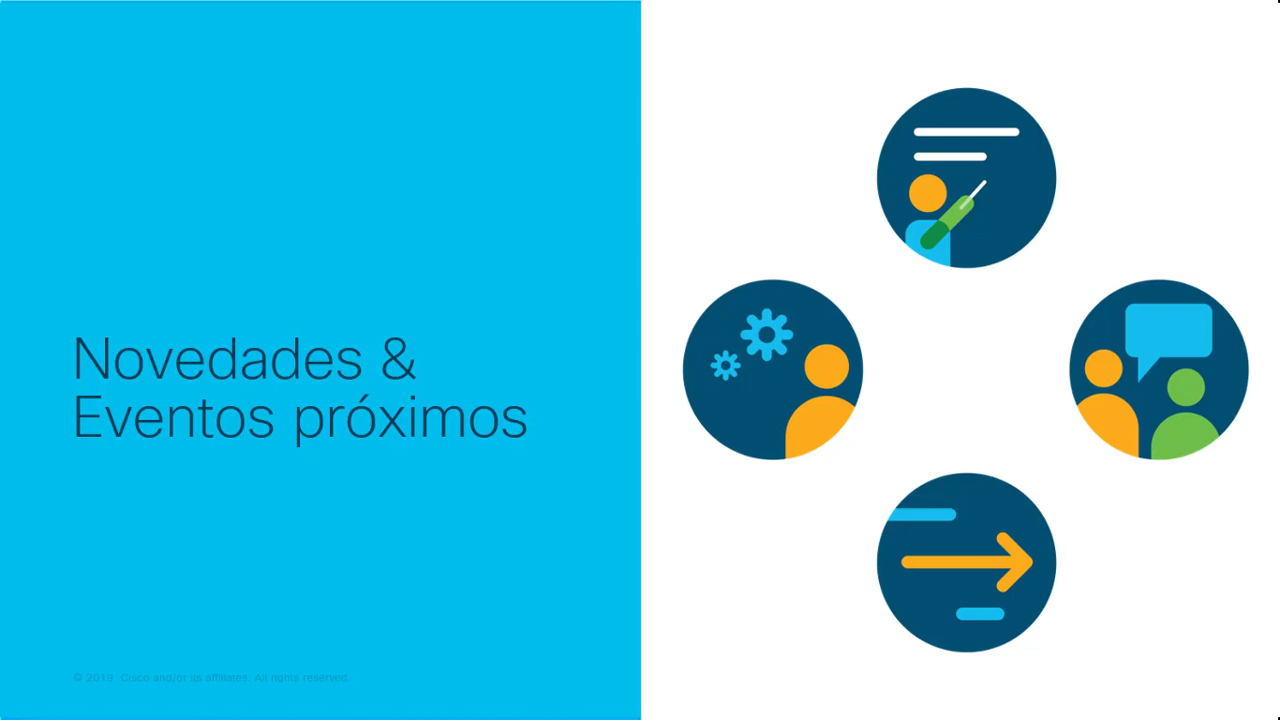 Novedades &
Eventos próximos
© 2019 Cisco and/or its affiliates. All rights reserved.